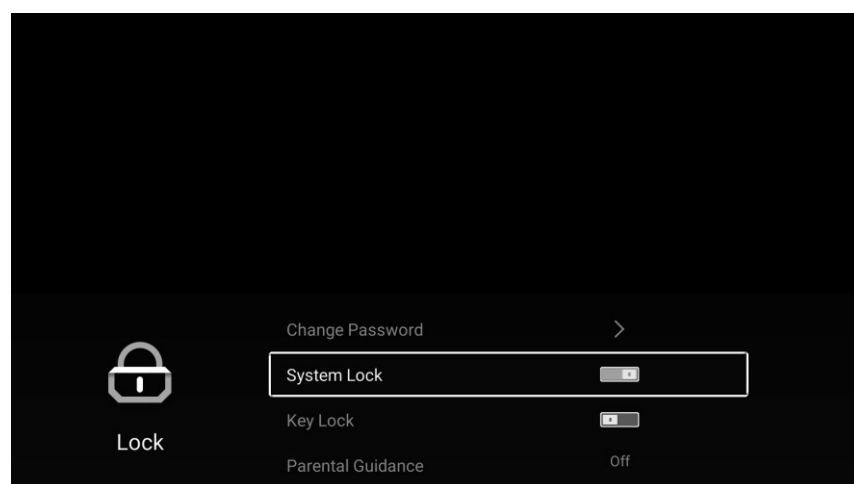 Change Password
System Lock
Key Lock
Lock
Parental Guidance Off